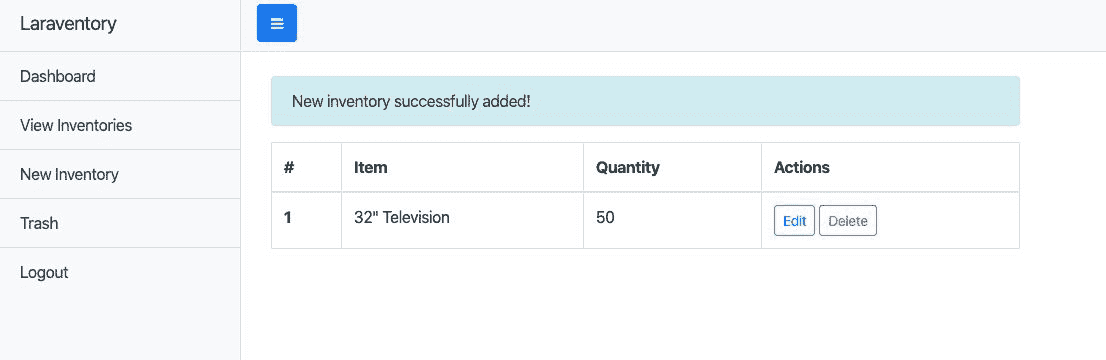 Laraventory
Dashboard
View Inventories
New Inventory
Trash
Logout
New inventory successfully added!
# Item Quantity Actions
1 32" Television 50 Edit Delete